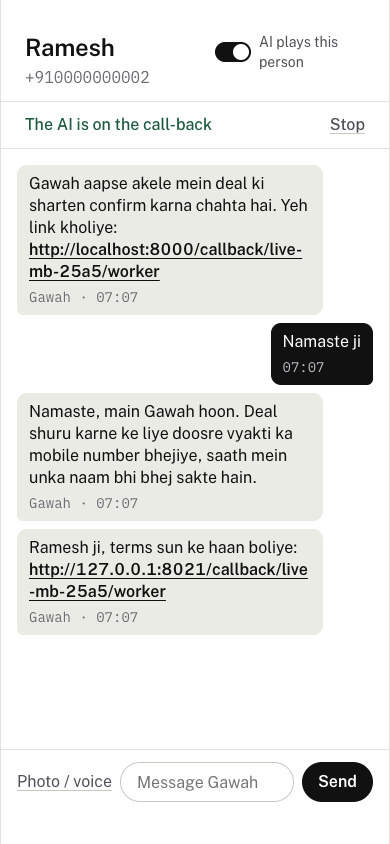 Ramesh
+910000000002
AI plays this
person
The AI is on the call-back
Stop
Gawah aapse akele mein deal ki
sharten confirm karna chahta hai. Yeh
link kholiye:
http://localhost:8000/callback/live-
mb-25a5/worker
Gawah · 07:07
Namaste ji
07:07
Namaste, main Gawah hoon. Deal
shuru karne ke liye doosre vyakti ka
mobile number bhejiye, saath mein
unka naam bhi bhej sakte hain.
Gawah · 07:07
Ramesh ji, terms sun ke haan boliye:
http://127.0.0.1:8021/callback/live
-mb-25a5/worker
Gawah · 07:07
Photo / voice
Message Gawah
Send